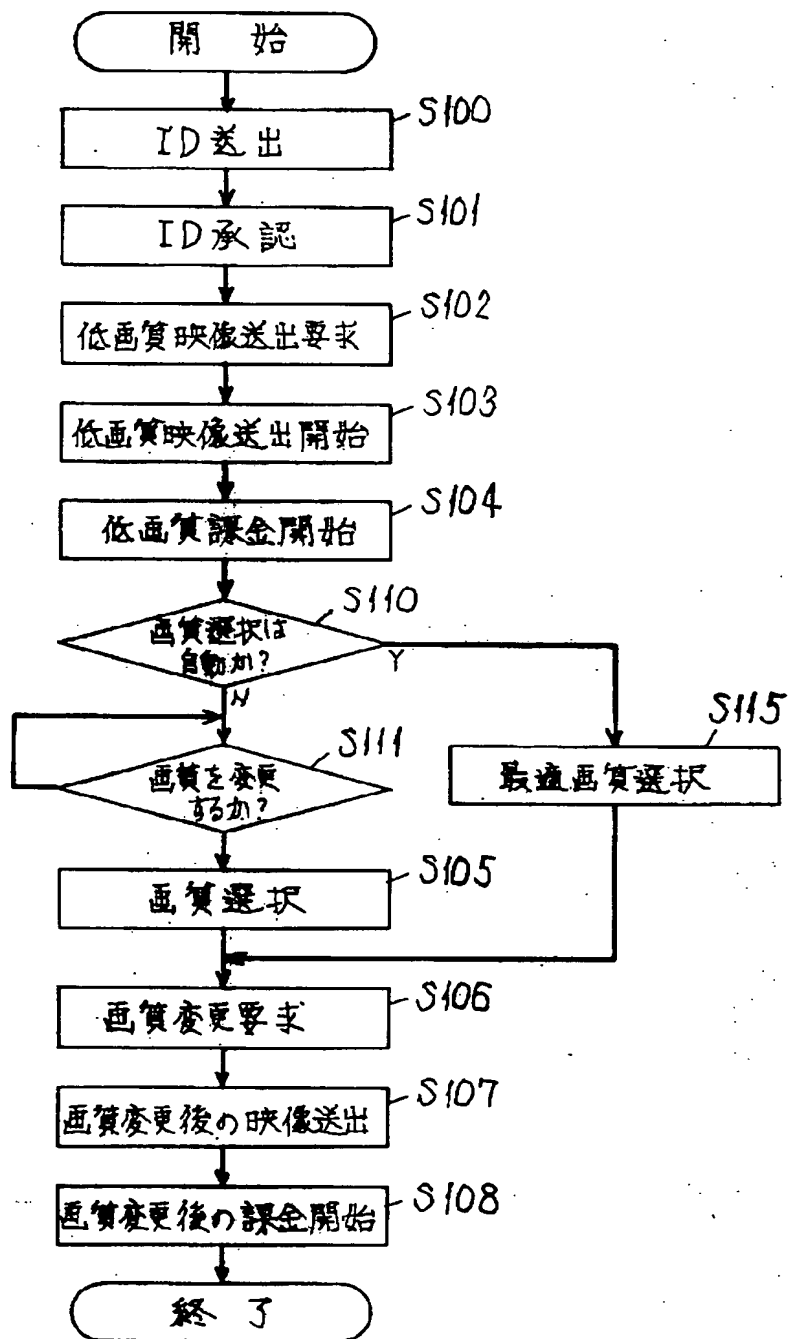 開 始
S100
ID送出
S101
ID承認
S102
低画質映像送出要求
S103
低画質映像送出開始
S104
低画質課金開始
S110
画質選択は
自動か?
Y
N
S111
画質を変更
するか?
S115
最適画質選択
S105
画質選択
S106
画質変更要求
S107
画質変更後の映像送出
S108
画質変更後の課金開始
終 了